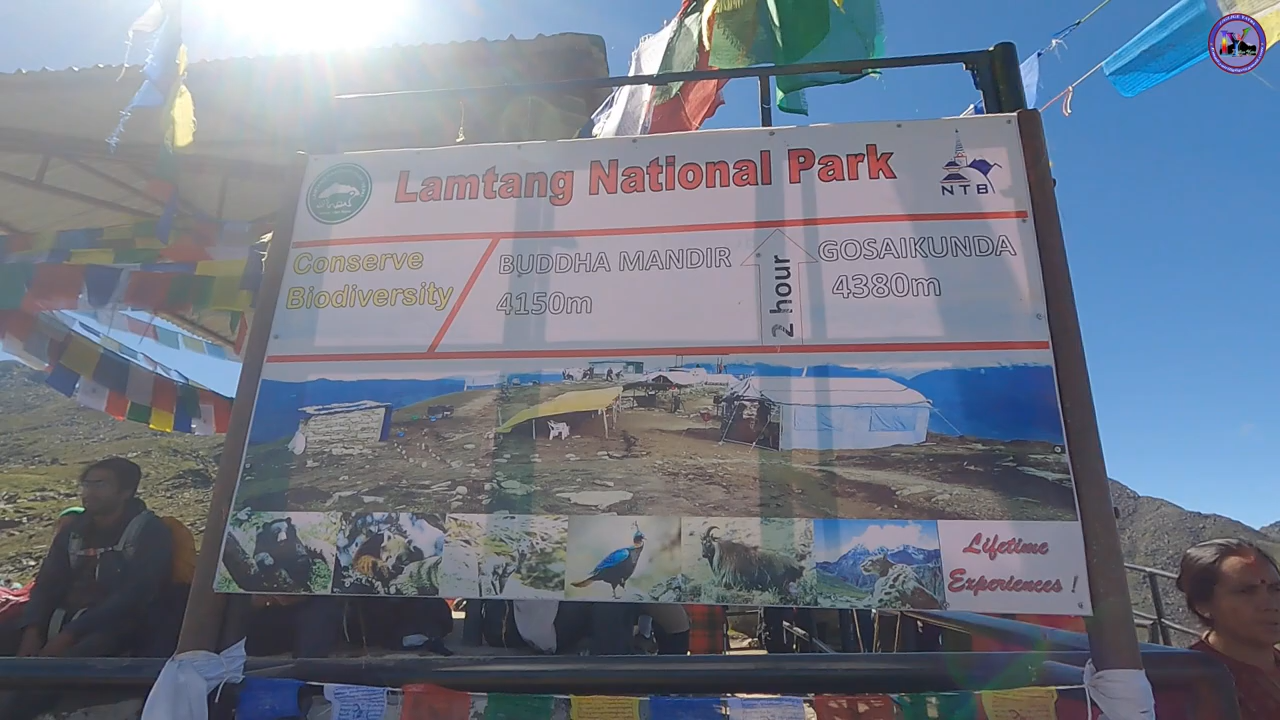 Lamtang National Park
NTB
Conserve
Biodiversity
BUDDHA MANDIR
4150m
2 hour
GOSAIKUNDA
4380m
Lifetime
Experiences !